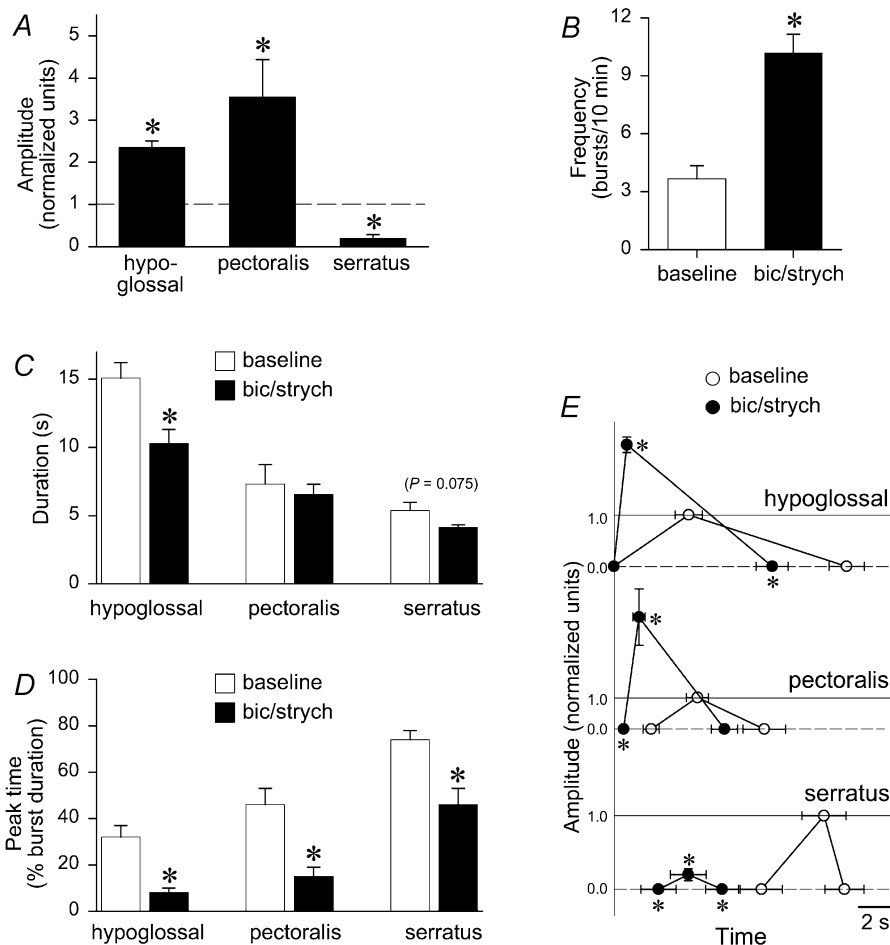 A
Amplitude
(normalized units)
5
4
3
2
1
0
*
*
*
hypo-
glossal
pectoralis
serratus
B
Frequency
(bursts/10 min)
12
9
6
3
0
*
baseline
bic/strych
C
Duration (s)
15
10
5
0
baseline
bic/strych
*
(P = 0.075)
hypoglossal
pectoralis
serratus
D
Peak time
(% burst duration)
100
80
60
40
20
0
baseline
bic/strych
*
*
*
hypoglossal
pectoralis
serratus
E
baseline
bic/strych
Amplitude (normalized units)
*
hypoglossal
1.0
0.0
*
*
pectoralis
1.0
0.0
*
serratus
1.0
*
0.0
*
*
2 s
Time